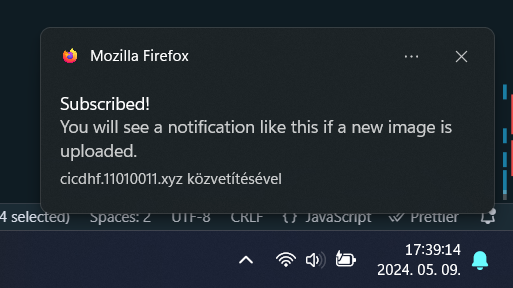 Mozilla Firefox
Subscribed!
You will see a notification like this if a new image is
uploaded.
cicdhf.11010011.xyz közvetítésével
4 selected) Spaces: 2 UTF-8 CRLF {} JavaScript Prettier
17:39:14
2024. 05. 09.